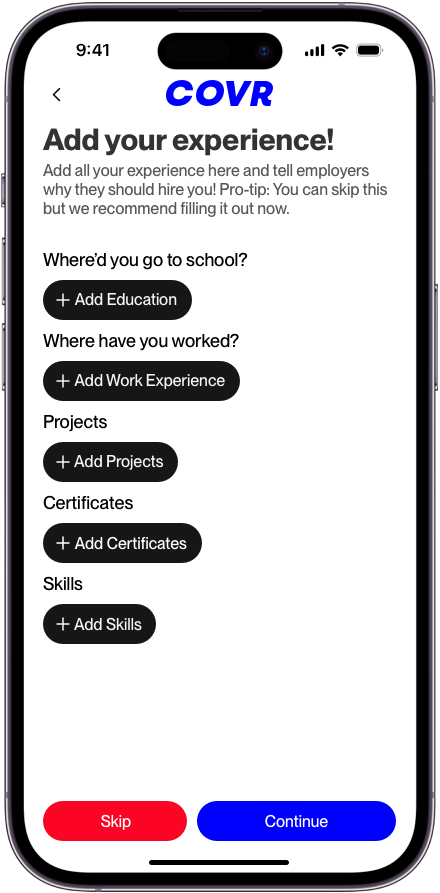 9:41
COVR
Add your experience!
Add all your experience here and tell employers
why they should hire you! Pro-tip: You can skip this
but we recommend filling it out now.
Where'd you go to school?
+ Add Education
Where have you worked?
+ Add Work Experience
Projects
+ Add Projects
Certificates
+ Add Certificates
Skills
+ Add Skills
Skip
Continue